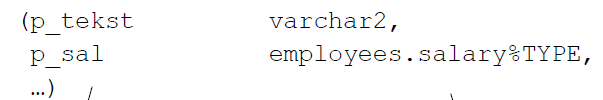 (p_tekst varchar2,
p_sal employees.salary%TYPE,
…)